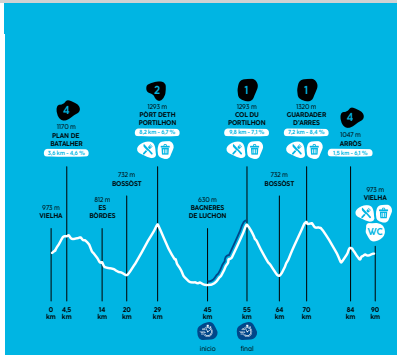 4
1170 m
PLAN DE
BATALHER
3,6 km - 6,6 %
2
1293 m
PÒRT DETH
PORTILHON
8,2 km - 6,7 %
1
1293 m
COL DU
PORTILHON
9,8 km - 7,1 %
1
1320 m
GUARDADER
D'ARRES
7,2 km - 8,4 %
4
1047 m
ARRÒS
1,5 km - 6,1 %
973 m
VIELHA
812 m
ES
BÒRDES
732 m
BOSSÒST
630 m
BAGNERES
DE LUCHON
732 m
BOSSÒST
973 m
VIELHA
WC
0
km
4,5
km
14
km
20
km
29
km
45
km
55
km
64
km
70
km
84
km
90
km
inicio
final